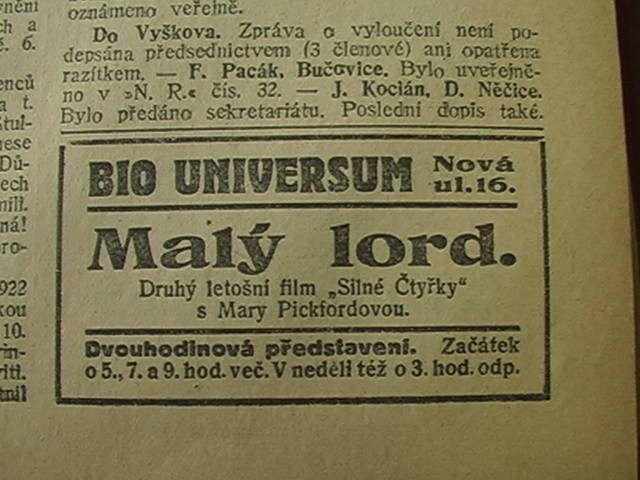 oznámeno veřejně.
Do Vyškova. Zpráva o vyloučení není po-
depsána předsednictvem (3 členové) ani opatřena
razítkem. — F. Pacák, Bučovice. Bylo uveřejně-
no v »N. R.« čís. 32. — J. Kocián, D. Něčice.
Bylo předáno sekretariátu. Poslední dopis také.
BIO UNIVERSUM Nová
ul. 16.
Malý lord.
Druhý letošní film „Silné Čtyřky“
s Mary Pickfordovou.
Dvouhodinová představení. Začátek
o 5., 7. a 9. hod. več. V neděli též o 3. hod. odp.
6.
a t.
1922
10.